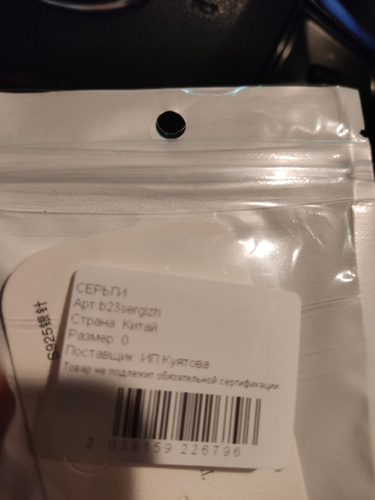 СЕРЬГИ
Арт.b23sergizh
Страна: Китай
Размер: 0
Поставщик: ИП Куятова
Товар не подлежит обязательной сертификации
2 038159 226796
S925银针